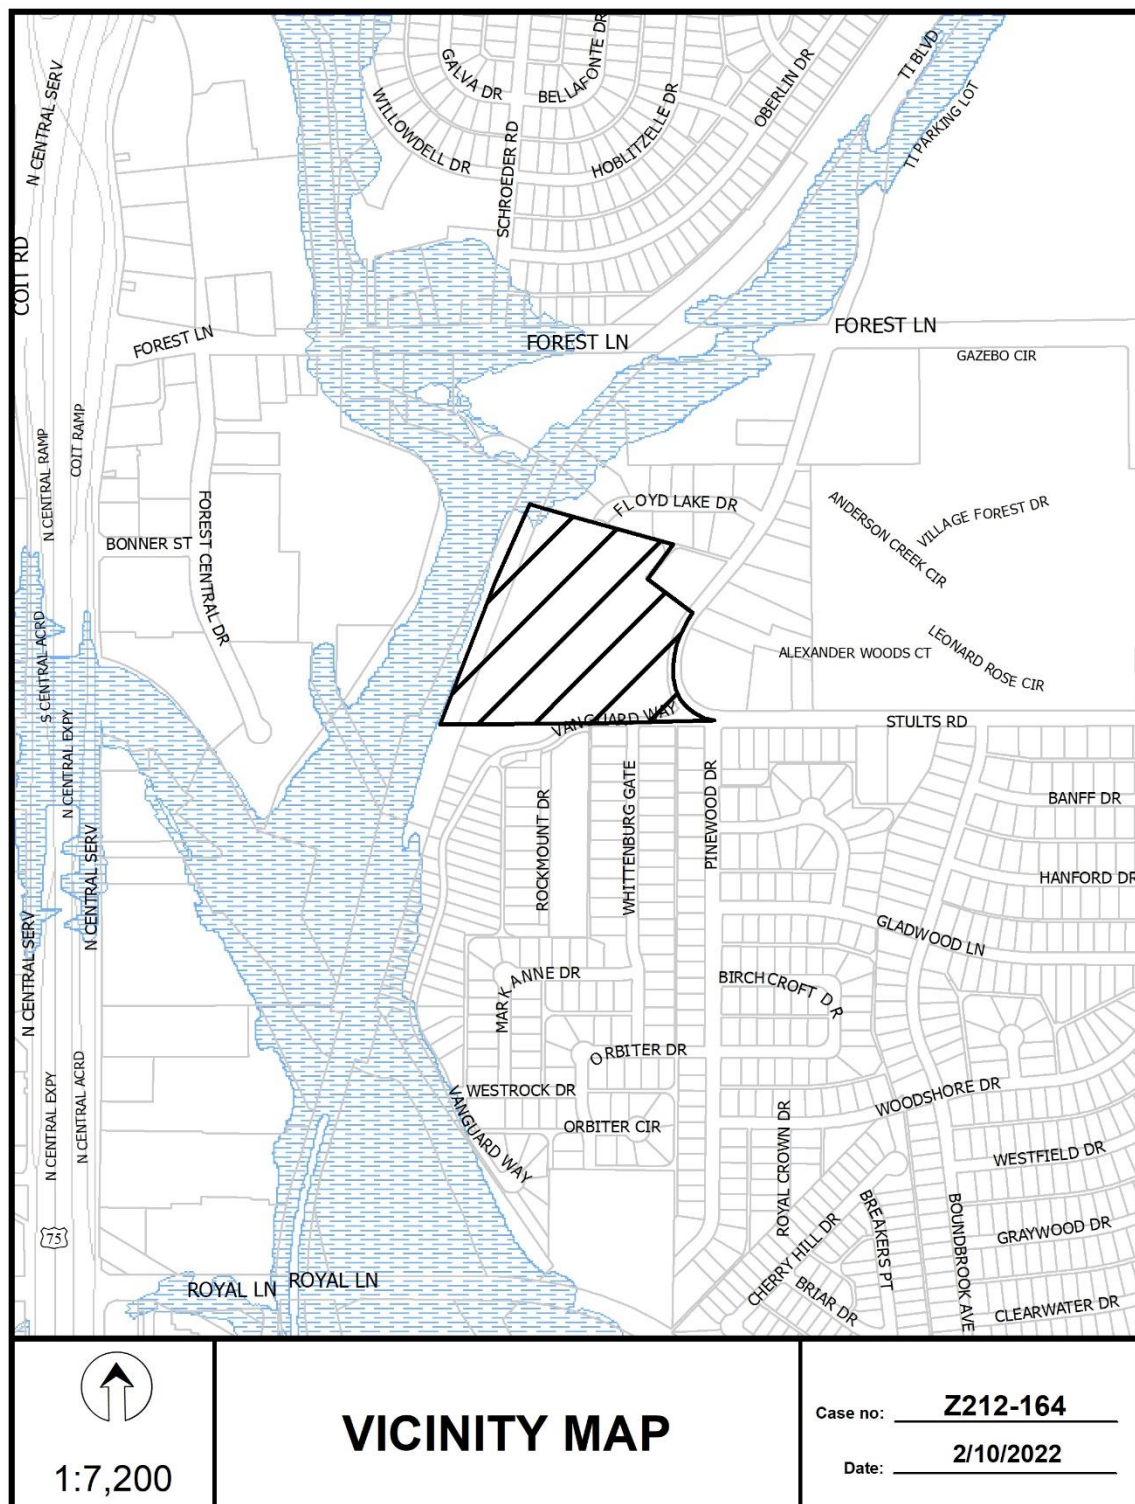 N CENTRAL SERV
GALVA DR
BELLAFONTE DR
OBERLIN DR
TI BLVD
WILLOWDELL DR
SCHROEDER RD
HOBLITZELLE DR
TI PARKING LOT
COIT RD
FOREST LN
FOREST LN
FOREST LN
GAZEBO CIR
COIT RAMP
N CENTRAL RAMP
FLOYD LAKE DR
ANDERSON CREEK CIR
VILLAGE FOREST DR
BONNER ST
FOREST CENTRAL DR
ALEXANDER WOODS CT
LEONARD ROSE CIR
S CENTRAL ACRD
N CENTRAL EXPY
VANGUARD WAY
STULTS RD
ROCKMOUNT DR
WHITTENBURG GATE
PINEWOOD DR
BANFF DR
N CENTRAL SERV
HANFORD DR
N CENTRAL SERV
GLADWOOD LN
MARK ANNE DR
BIRCHCROFT DR
ORBITER DR
N CENTRAL EXPY
N CENTRAL ACRD
WESTROCK DR
VANGUARD WAY
ORBITER CIR
ROYAL CROWN DR
WOODSHORE DR
WESTFIELD DR
CHERRY HILL DR
BREAKERS PT
BOUNDBROOK AVE
GRAYWOOD DR
75
ROYAL LN
ROYAL LN
BRIAR DR
CLEARWATER DR
1:7,200
VICINITY MAP
Case no: Z212-164
Date: 2/10/2022